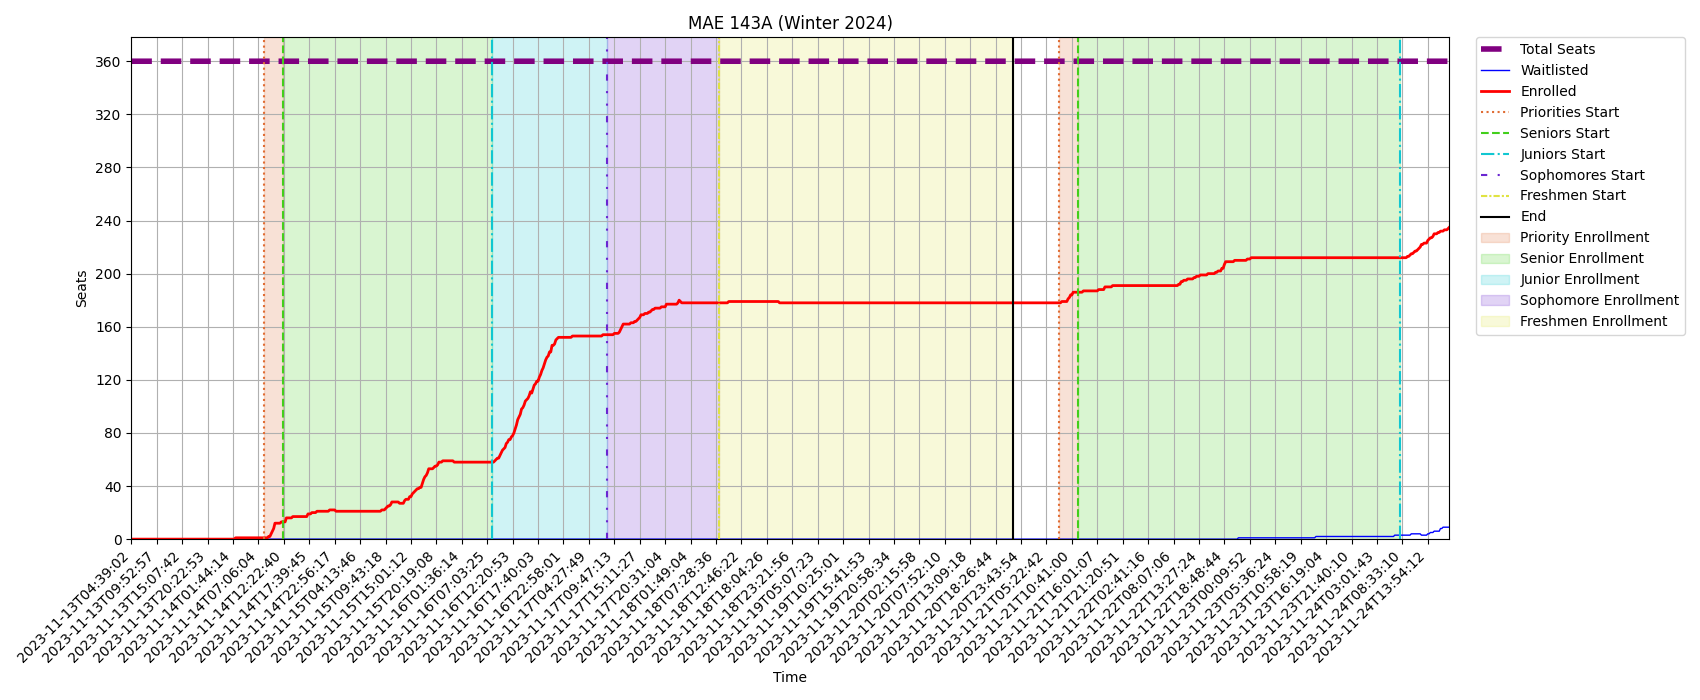 MAE 143A (Winter 2024)
Seats
360
320
280
240
200
160
120
80
40
0
2023-11-13T04:39:02
2023-11-13T09:52:57
2023-11-13T15:07:42
2023-11-13T20:22:53
2023-11-14T01:44:14
2023-11-14T07:06:04
2023-11-14T12:22:40
2023-11-14T17:39:45
2023-11-14T22:56:17
2023-11-15T04:13:46
2023-11-15T09:43:18
2023-11-15T15:01:12
2023-11-15T20:19:08
2023-11-16T01:36:14
2023-11-16T07:03:25
2023-11-16T12:20:53
2023-11-16T17:40:03
2023-11-16T22:58:01
2023-11-17T04:27:49
2023-11-17T09:47:13
2023-11-17T15:11:27
2023-11-17T20:31:04
2023-11-18T01:49:04
2023-11-18T07:28:36
2023-11-18T12:46:22
2023-11-18T18:04:26
2023-11-18T23:21:56
2023-11-19T05:07:23
2023-11-19T10:25:01
2023-11-19T15:41:53
2023-11-19T20:58:34
2023-11-20T02:15:58
2023-11-20T07:52:10
2023-11-20T13:09:18
2023-11-20T18:26:44
2023-11-20T23:43:54
2023-11-21T05:22:42
2023-11-21T10:41:00
2023-11-21T16:01:07
2023-11-21T21:20:51
2023-11-22T02:41:16
2023-11-22T08:07:06
2023-11-22T13:27:24
2023-11-22T18:48:44
2023-11-23T00:09:52
2023-11-23T05:36:24
2023-11-23T10:58:19
2023-11-23T16:19:04
2023-11-23T21:40:10
2023-11-24T03:01:43
2023-11-24T08:33:10
2023-11-24T13:54:12
Time
Total Seats
Waitlisted
Enrolled
Priorities Start
Seniors Start
Juniors Start
Sophomores Start
Freshmen Start
End
Priority Enrollment
Senior Enrollment
Junior Enrollment
Sophomore Enrollment
Freshmen Enrollment